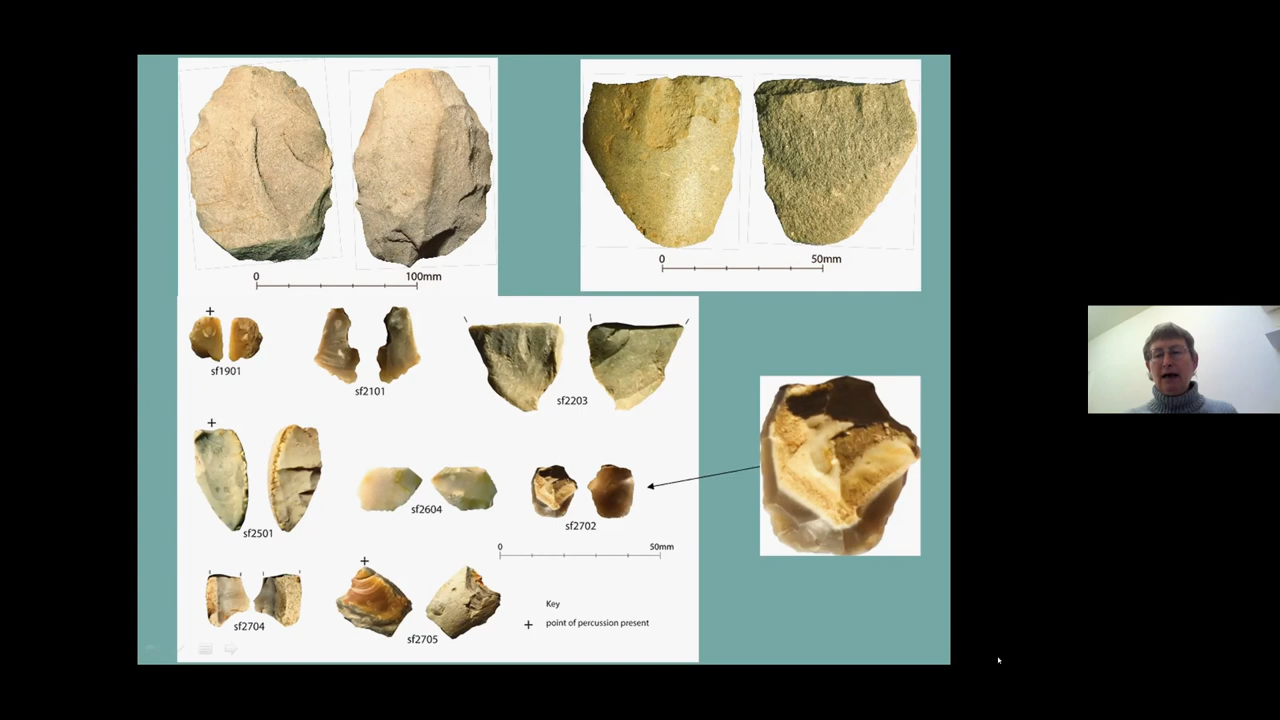 0 100mm
0 50mm
+
sf1901
sf2101
sf2203
+
sf2501
sf2604
sf2702
0 50mm
sf2704
+
sf2705
Key
+ point of percussion present